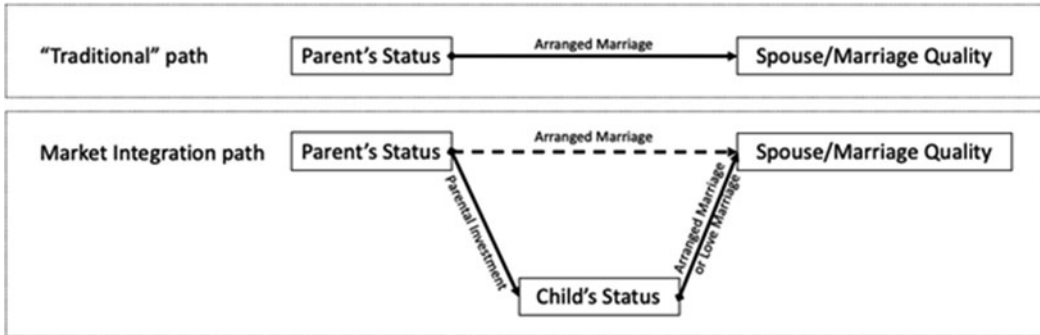 “Traditional” path
Parent’s Status
Arranged Marriage
Spouse/Marriage Quality
Market Integration path
Parent’s Status
Arranged Marriage
Spouse/Marriage Quality
Parental Investment
Arranged Marriage
or Love Marriage
Child’s Status